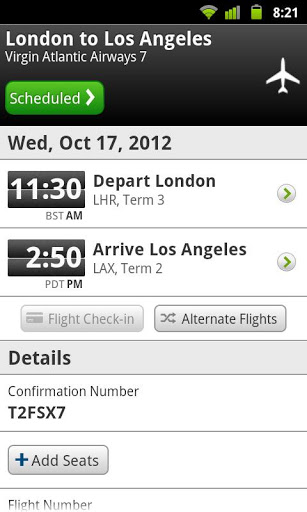 8:21
London to Los Angeles
Virgin Atlantic Airways 7
Scheduled
Wed, Oct 17, 2012
11:30 Depart London
LHR, Term 3
BST AM
2:50 Arrive Los Angeles
LAX, Term 2
PDT PM
Flight Check-in
Alternate Flights
Details
Confirmation Number
T2FSX7
+ Add Seats
Flight Number